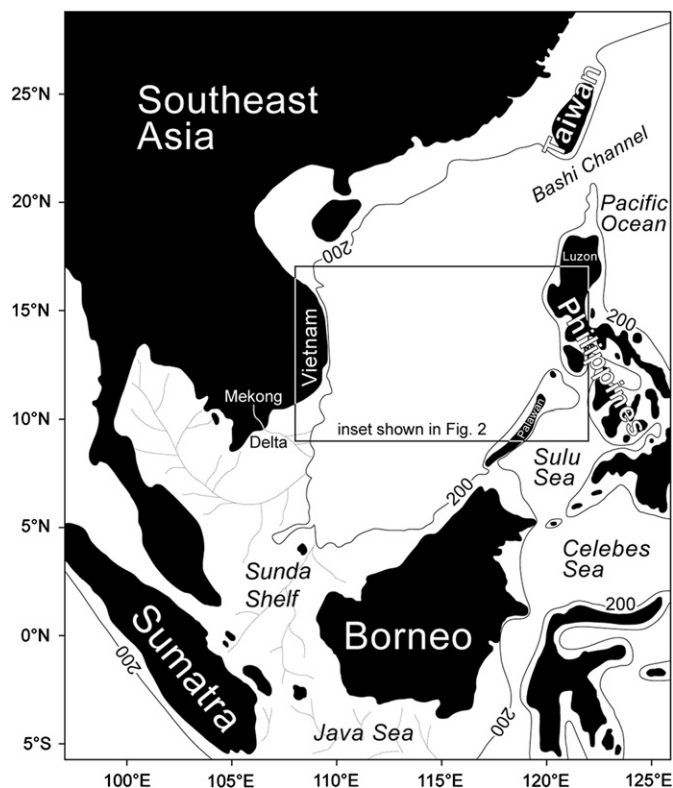 25°N
20°N
15°N
10°N
5°N
0°N
5°S
100°E
105°E
110°E
115°E
120°E
125°E
Southeast
Asia
Taiwan
Bashi Channel
Pacific
Ocean
200
Luzon
200
Philippines
Vietnam
Mekong
Delta
inset shown in Fig. 2
Palawan
Sulu
Sea
200
Celebes
Sea
Sunda
Shelf
200
Borneo
Sumatra
200
200
Java Sea